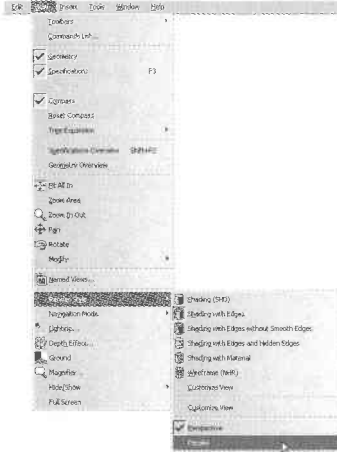 Edit Insert Tools Window Help
Toolbars
Commands List...
Geometry
Specifications F3
Compass
Reset Compass
Tree Expansion
Specifications Overview Shift+F2
Geometry Overview
Fit All In
Zoom Area
Zoom In Out
Pan
Rotate
Modify
Named Views...
Render Style
Navigation Mode
Lighting...
Depth Effect...
Ground
Magnifier...
Hide/Show
Full Screen
Shading (SHD)
Shading with Edges
Shading with Edges without Smooth Edges
Shading with Edges and Hidden Edges
Shading with Material
Wireframe (NHR)
Customize View
Customize View
Perspective
Parallel